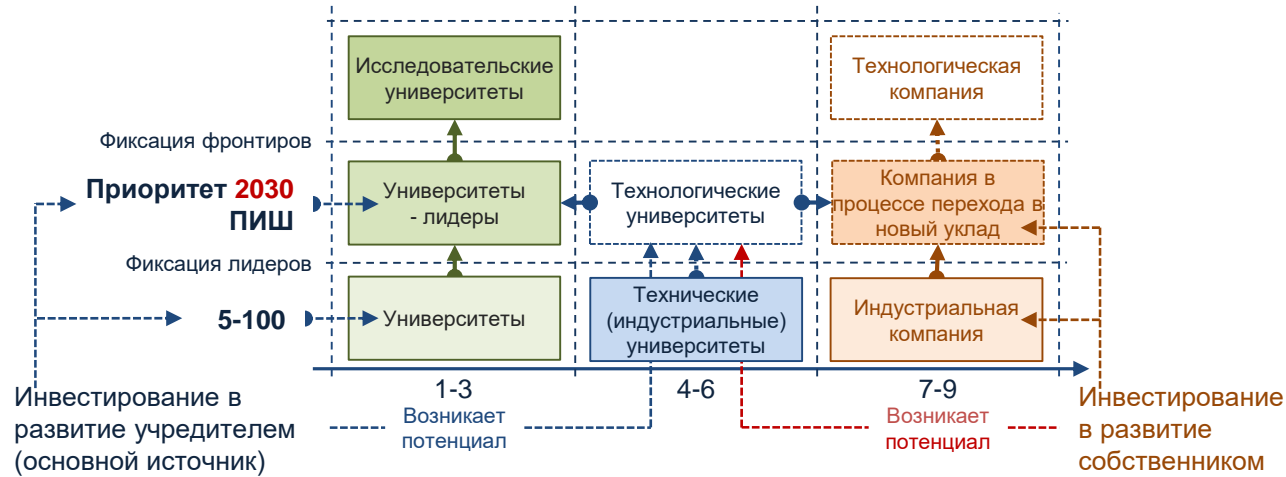 Исследовательские
университеты
Технологическая
компания
Фиксация фронтиров
Приоритет 2030
ПИШ
Университеты
- лидеры
Технологические
университеты
Компания в
процессе перехода в
новый уклад
Фиксация лидеров
5-100
Университеты
Технические
(индустриальные)
университеты
Индустриальная
компания
1-3
4-6
7-9
Инвестирование в
развитие учредителем
(основной источник)
Возникает
потенциал
Возникает
потенциал
Инвестирование
в развитие
собственником